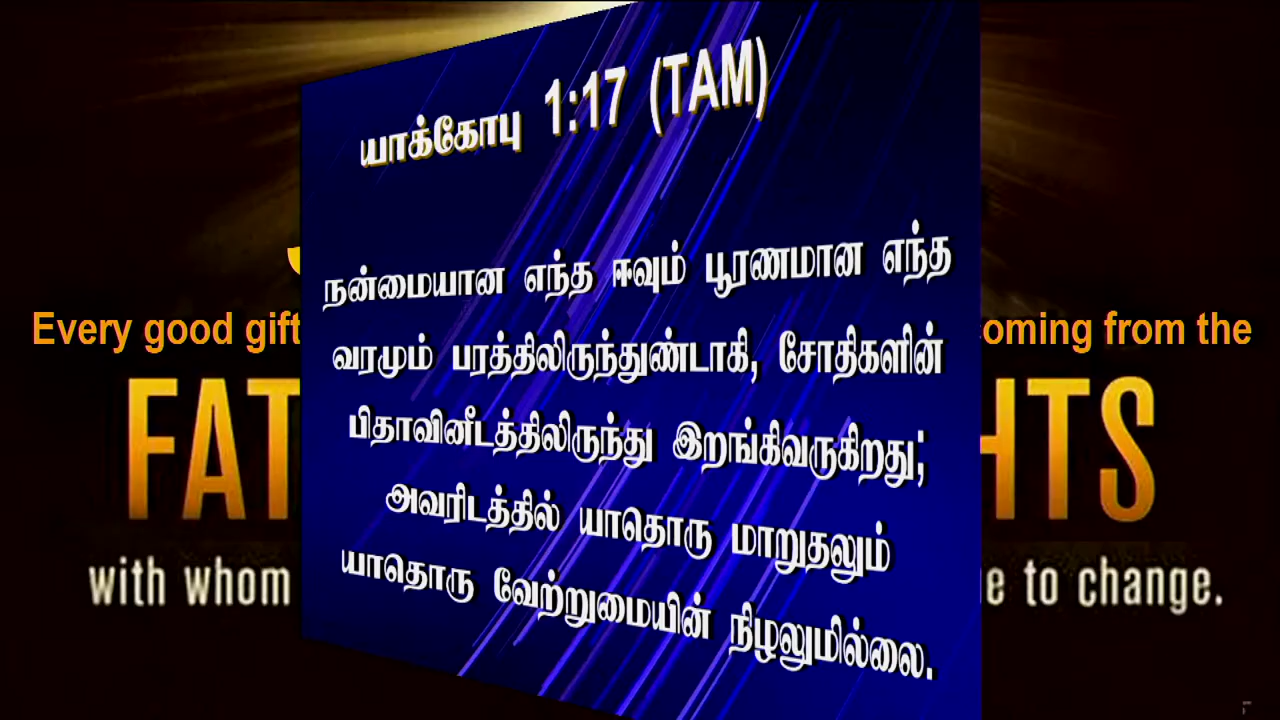 யாக்கோபு 1:17 (TAM)
நன்மையான எந்த ஈவும் பூரணமான எந்த
வரமும் பரத்திலிருந்துண்டாகி, சோதிகளின்
பிதாவினிடத்திலிருந்து இறங்கிவருகிறது;
அவரிடத்தில் யாதொரு மாறுதலும்
யாதொரு வேற்றுமையின் நிழலுமில்லை.
Every good gift coming from the
FAT HTS
with whom e to change.